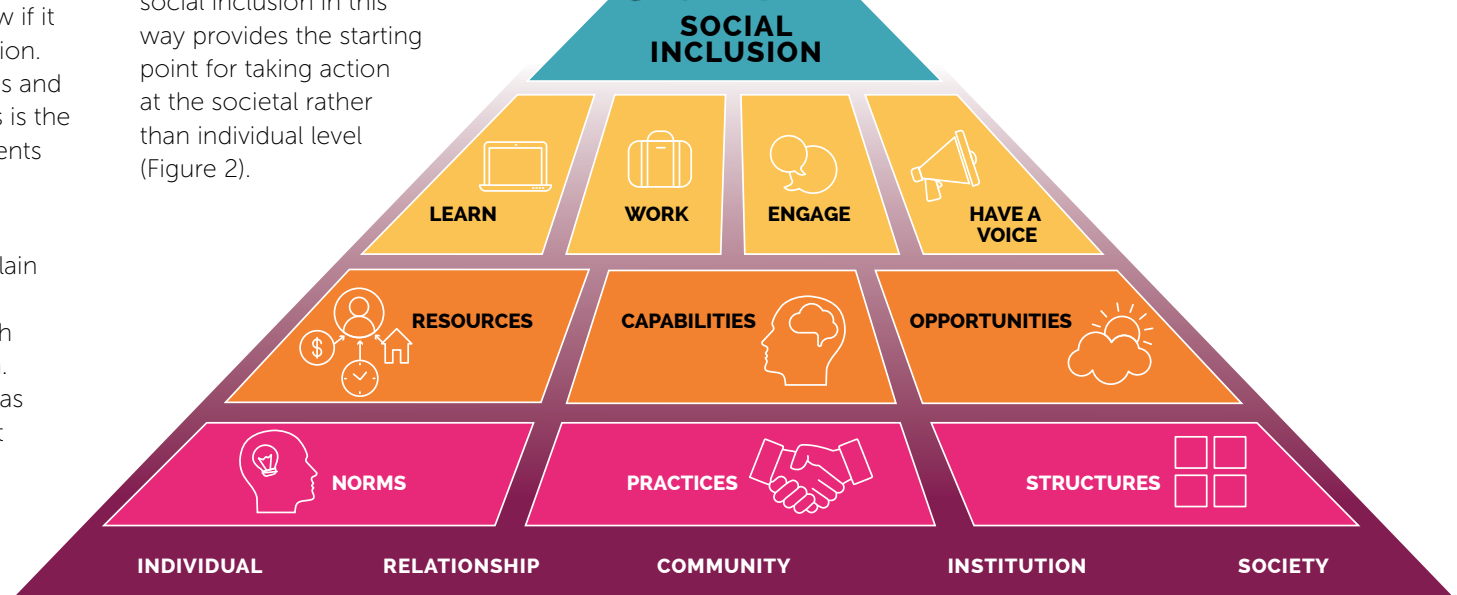 w if it
ion.
s and
s is the
ents
lain
h
.
as
t
social inclusion in this
way provides the starting
point for taking action
at the societal rather
than individual level
(Figure 2).
SOCIAL
INCLUSION
LEARN
WORK
ENGAGE
HAVE A
VOICE
RESOURCES
CAPABILITIES
OPPORTUNITIES
$
NORMS
PRACTICES
STRUCTURES
INDIVIDUAL
RELATIONSHIP
COMMUNITY
INSTITUTION
SOCIETY